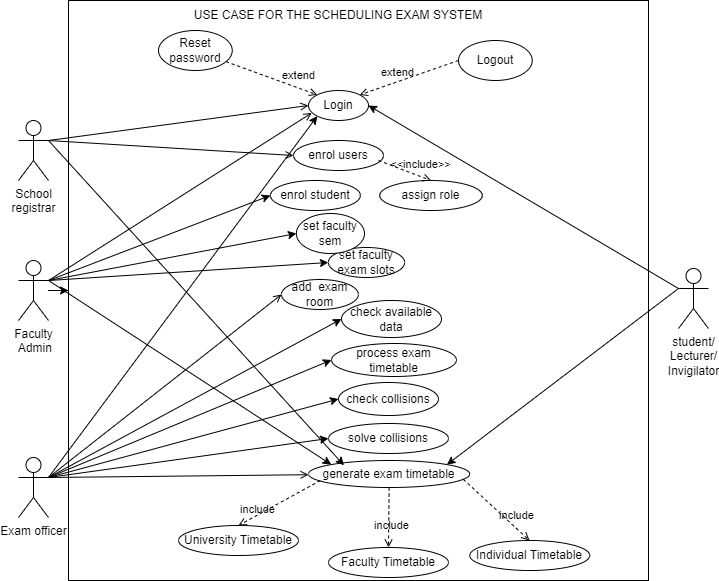 USE CASE FOR THE SCHEDULING EXAM SYSTEM
Reset
password
Logout
extend
extend
Login
enrol users
<<include>>
School
registrar
enrol student
assign role
set faculty
sem
set faculty
exam slots
add exam
room
check available
data
Faculty
Admin
student/
Lecturer/
Invigilator
process exam
timetable
check collisions
solve collisions
generate exam timetable
Exam officer
include
include
include
University Timetable
Faculty Timetable
Individual Timetable